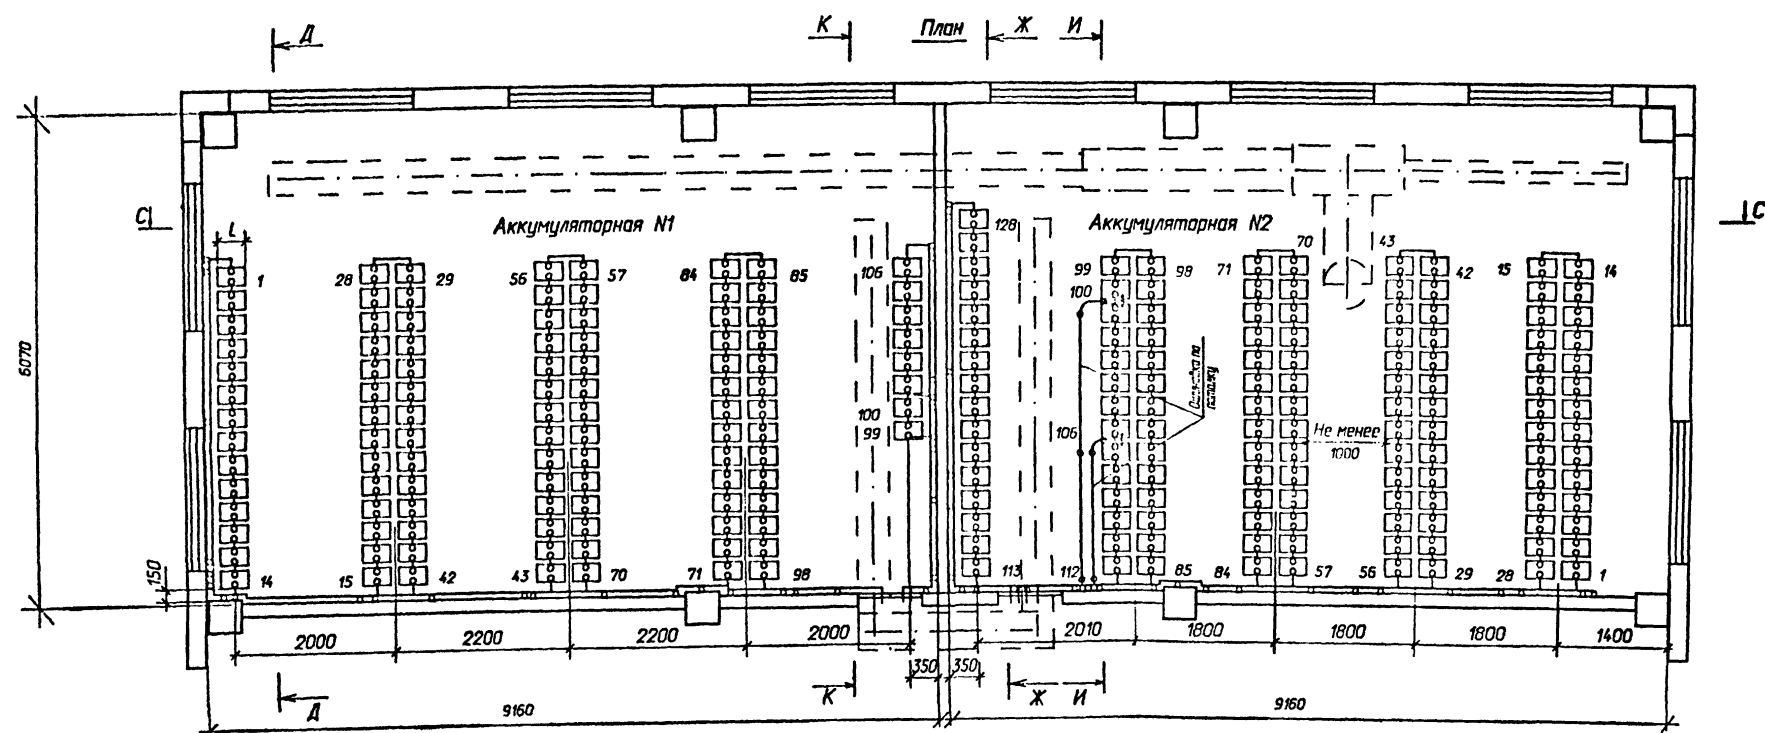 Д К План Ж И
С С
Аккумуляторная N1 Аккумуляторная N2
L
128
1 28 29 56 57 84 85 106
99 98 71 70 43 42 15 14
100
6070
потолку
100
99
106
Не менее
1000
150
14 15 42 43 70 71 98
113 112 85 84 57 56 29 28 1
2000 2200 2200 2000 2010 1800 1800 1800 1400
350 350
Д К Ж И
9160 9160